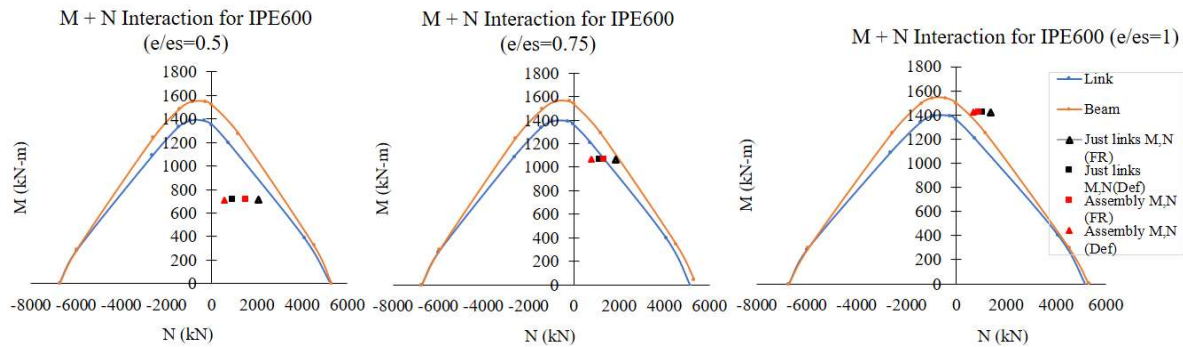 M + N Interaction for IPE600
(e/es=0.5)
1800
1600
1400
1200
1000
800
600
400
200
0
M (kN-m)
-8000 -6000 -4000 -2000 0 2000 4000 6000
N (kN)
M + N Interaction for IPE600
(e/es=0.75)
1800
1600
1400
1200
1000
800
600
400
200
0
M (kN-m)
-8000 -6000 -4000 -2000 0 2000 4000 6000
N (kN)
M + N Interaction for IPE600 (e/es=1)
1800
1600
1400
1200
1000
800
600
400
200
0
M (kN-m)
-8000 -6000 -4000 -2000 0 2000 4000 6000
N (kN)
Link
Beam
Just links M,N
(FR)
Just links
M,N(Def)
Assembly M,N
(FR)
Assembly M,N
(Def)